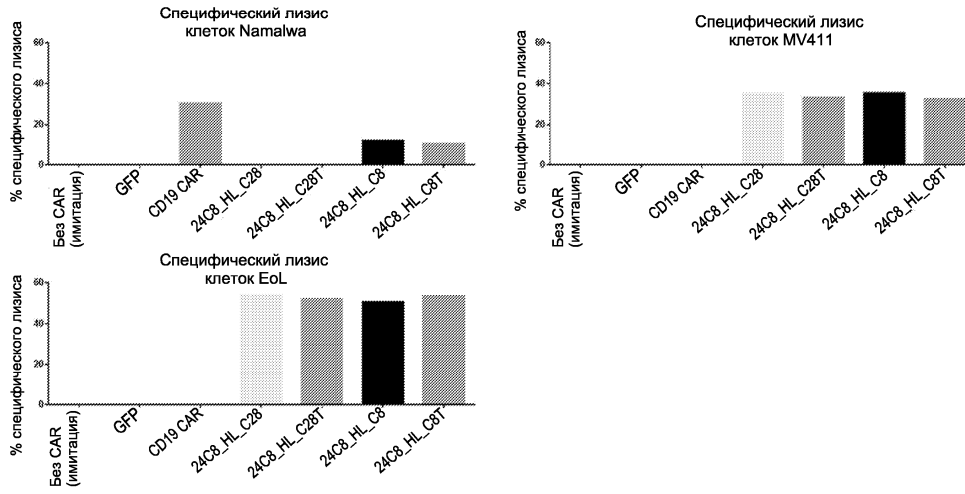 Специфический лизис
клеток Namalwa
% специфического лизиса
60
40
20
0
Без CAR
(имитация)
GFP
CD19 CAR
24C8_HL_C28
24C8_HL_C28T
24C8_HL_C8
24C8_HL_C8T
Специфический лизис
клеток MV411
% специфического лизиса
60
40
20
0
Без CAR
(имитация)
GFP
CD19 CAR
24C8_HL_C28
24C8_HL_C28T
24C8_HL_C8
24C8_HL_C8T
Специфический лизис
клеток EoL
% специфического лизиса
60
40
20
0
Без CAR
(имитация)
GFP
CD19 CAR
24C8_HL_C28
24C8_HL_C28T
24C8_HL_C8
24C8_HL_C8T